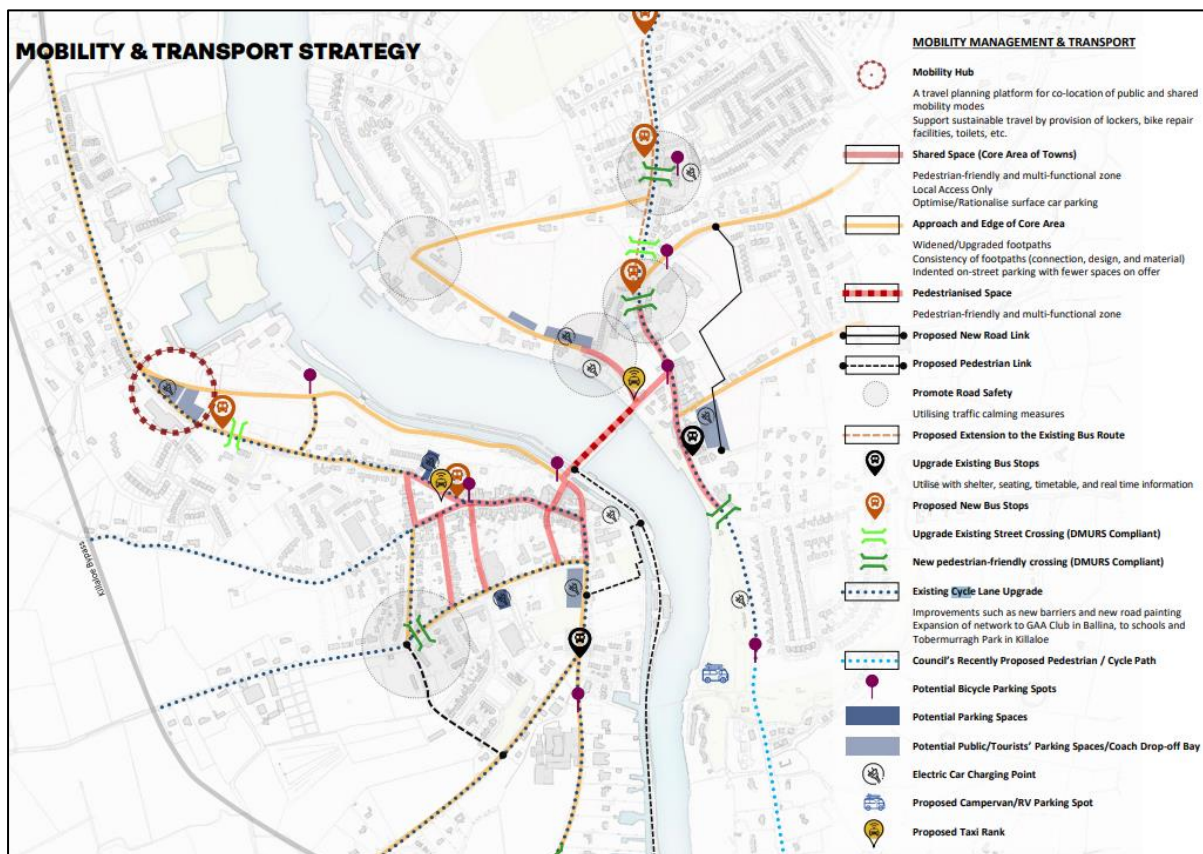 MOBILITY & TRANSPORT STRATEGY
MOBILITY MANAGEMENT & TRANSPORT
Mobility Hub
A travel planning platform for co-location of public and shared
mobility modes
Support sustainable travel by provision of lockers, bike repair
facilities, toilets, etc.
Shared Space (Core Area of Towns)
Pedestrian-friendly and multi-functional zone
Local Access Only
Optimise/Rationalise surface car parking
Approach and Edge of Core Area
Widened/Upgraded footpaths
Consistency of footpaths (connection, design, and material)
Indented on-street parking with fewer spaces on offer
Pedestrianised Space
Pedestrian-friendly and multi-functional zone
Proposed New Road Link
Proposed Pedestrian Link
Promote Road Safety
Utilising traffic calming measures
Proposed Extension to the Existing Bus Route
Upgrade Existing Bus Stops
Utilise with shelter, seating, timetable, and real time information
Proposed New Bus Stops
Upgrade Existing Street Crossing (DMURS Compliant)
New pedestrian-friendly crossing (DMURS Compliant)
Existing Cycle Lane Upgrade
Improvements such as new barriers and new road painting
Expansion of network to GAA Club in Ballina, to schools and
Tobermurragh Park in Killaloe
Council's Recently Proposed Pedestrian / Cycle Path
Potential Bicycle Parking Spots
Potential Parking Spaces
Potential Public/Tourists' Parking Spaces/Coach Drop-off Bay
Electric Car Charging Point
Proposed Campervan/RV Parking Spot
Proposed Taxi Rank
Killaloe Bypass